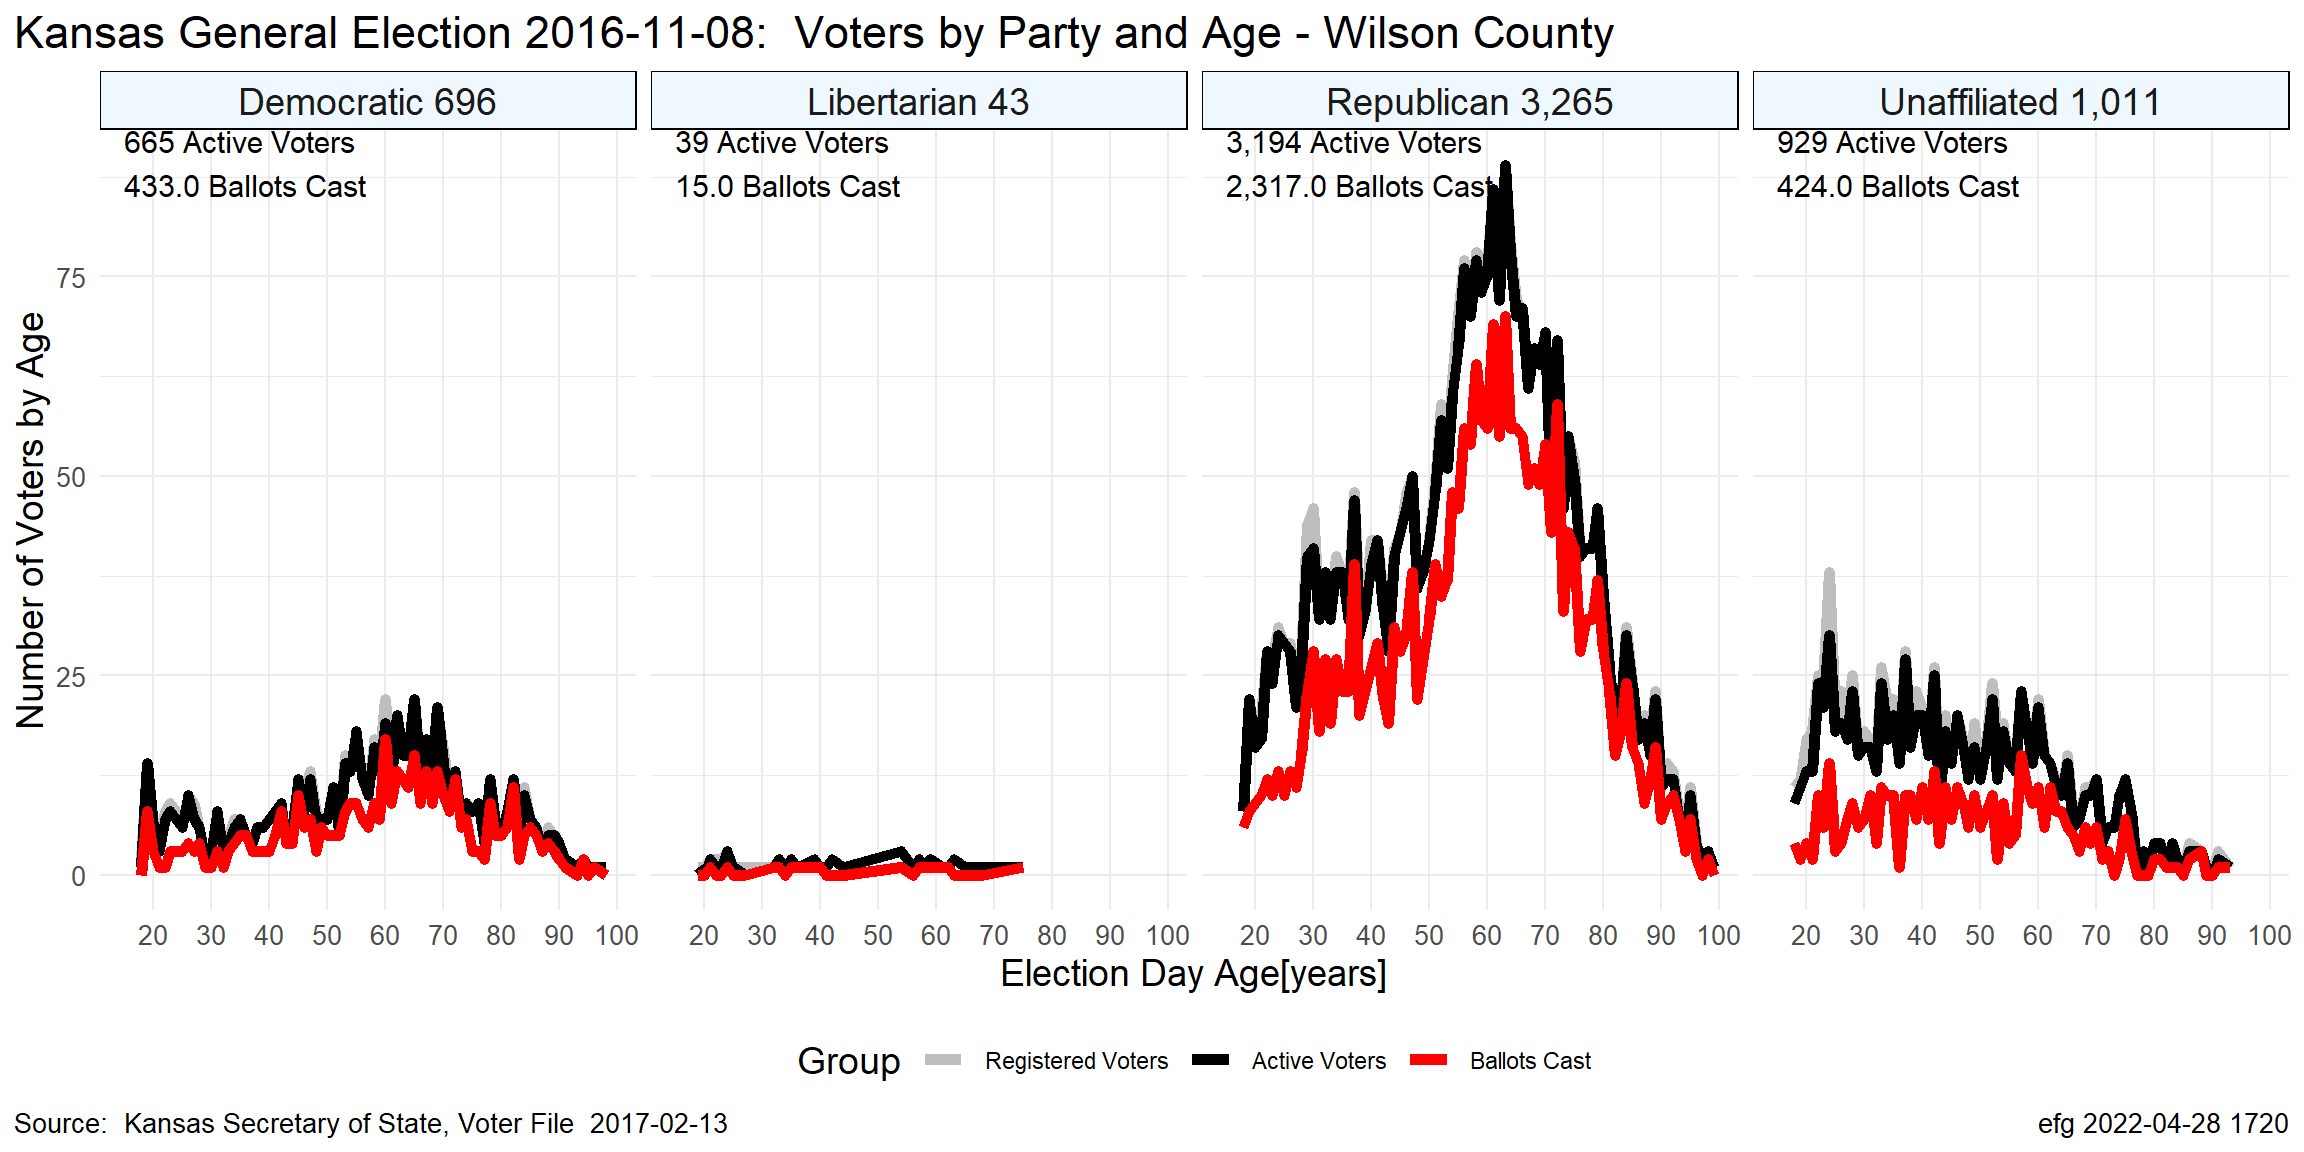 Kansas General Election 2016-11-08:  Voters by Party and Age - Wilson County
Democratic 696
Libertarian 43
Republican 3,265
Unaffiliated 1,011
665 Active Voters
433.0 Ballots Cast
39 Active Voters
15.0 Ballots Cast
3,194 Active Voters
2,317.0 Ballots Cast
929 Active Voters
424.0 Ballots Cast
Number of Voters by Age
75
50
25
0
20 30 40 50 60 70 80 90 100
20 30 40 50 60 70 80 90 100
20 30 40 50 60 70 80 90 100
20 30 40 50 60 70 80 90 100
Election Day Age[years]
Group Registered Voters Active Voters Ballots Cast
Source:  Kansas Secretary of State, Voter File  2017-02-13
efg 2022-04-28 1720